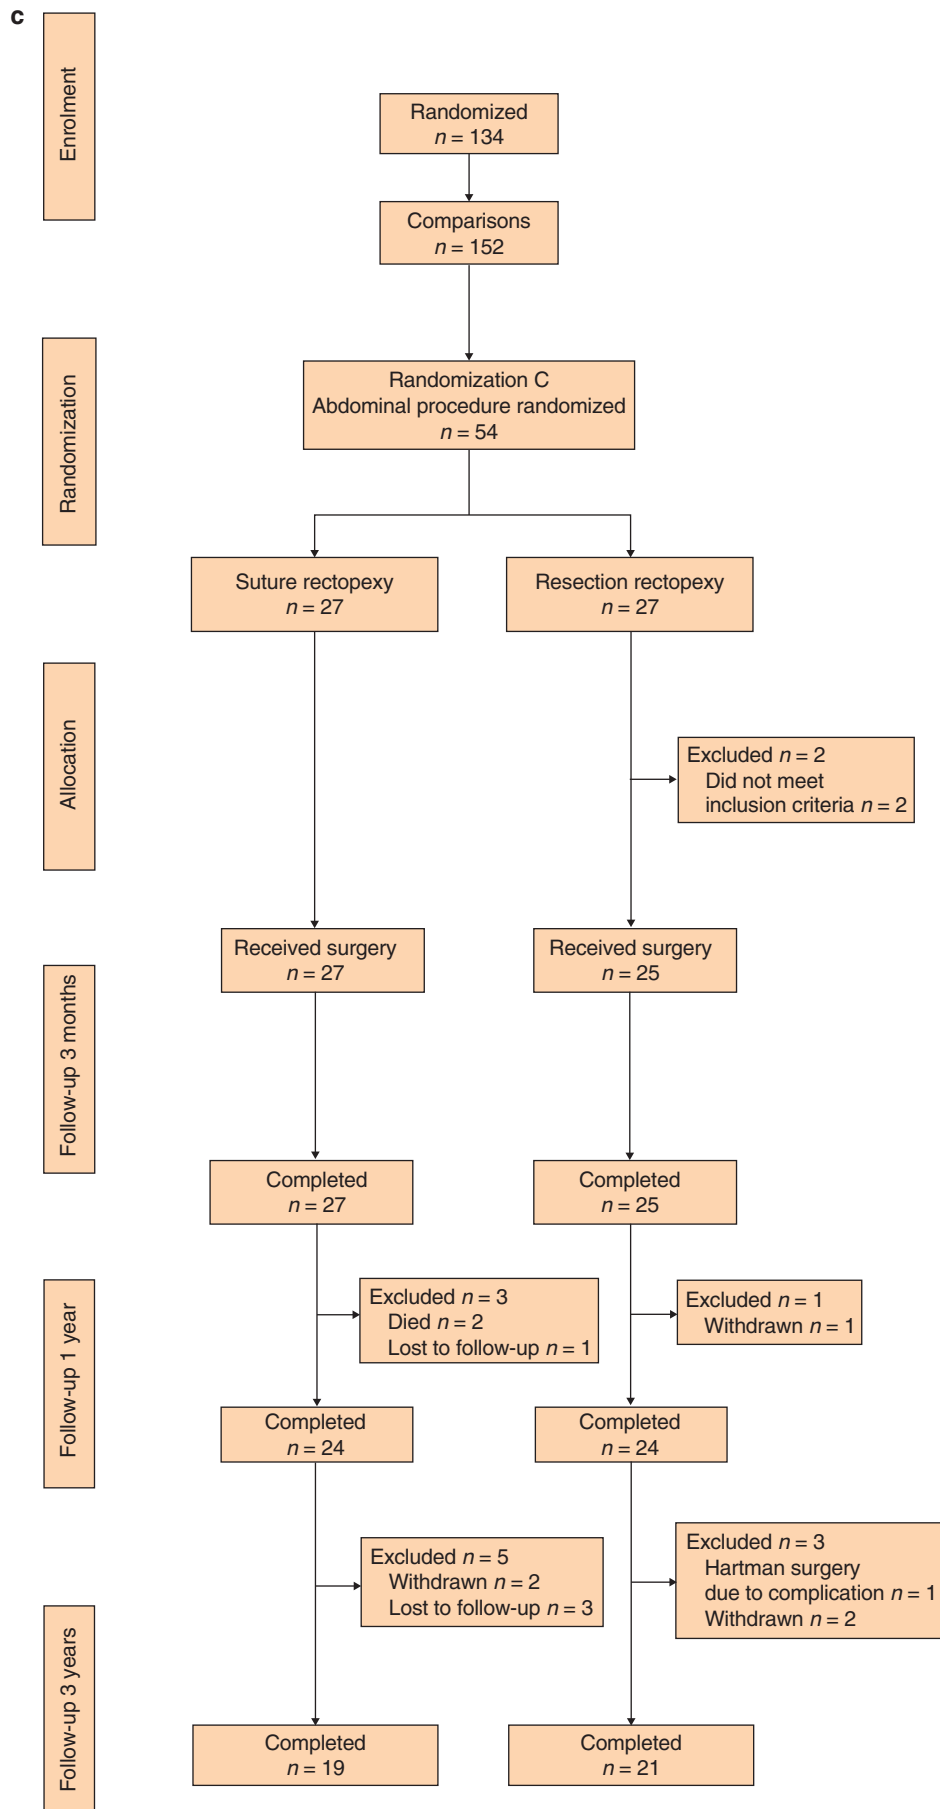 c
Enrolment
Randomized
n = 134
Comparisons
n = 152
Randomization
Randomization C
Abdominal procedure randomized
n = 54
Suture rectopexy
n = 27
Resection rectopexy
n = 27
Allocation
Excluded n = 2
Did not meet
inclusion criteria n = 2
Received surgery
n = 27
Received surgery
n = 25
Follow-up 3 months
Completed
n = 27
Completed
n = 25
Follow-up 1 year
Excluded n = 3
Died n = 2
Lost to follow-up n = 1
Excluded n = 1
Withdrawn n = 1
Completed
n = 24
Completed
n = 24
Excluded n = 5
Withdrawn n = 2
Lost to follow-up n = 3
Excluded n = 3
Hartman surgery
due to complication n = 1
Withdrawn n = 2
Follow-up 3 years
Completed
n = 19
Completed
n = 21